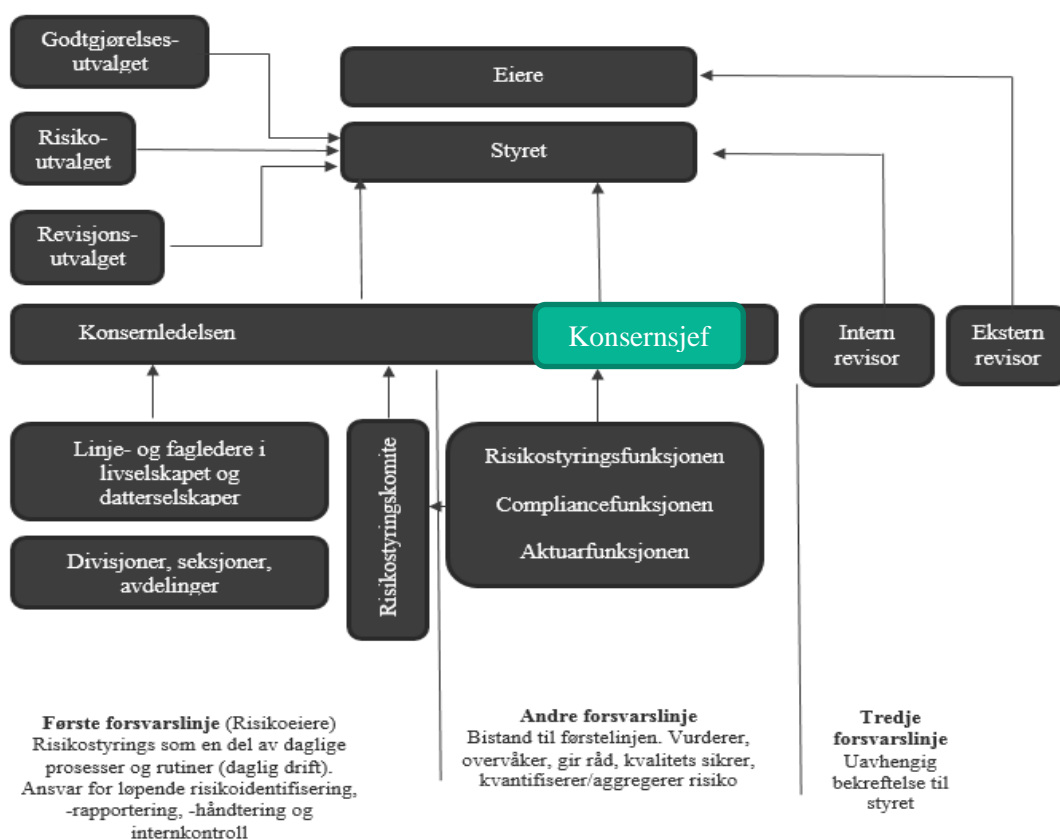 Godtgjørelses-
utvalget
Eiere
Risiko-
utvalget
Styret
Revisjons-
utvalget
Konsernledelsen
Konsernsjef
Intern
revisor
Ekstern
revisor
Linje- og fagledere i
livselskapet og
datterselskaper
Divisjoner, seksjoner,
avdelinger
Risikostyringskomite
Risikostyringsfunksjonen
Compliancefunksjonen
Aktuarfunksjonen
Første forsvarslinje (Risikoeiere)
Risikostyrings som en del av daglige
prosesser og rutiner (daglig drift).
Ansvar for løpende risikoidentifisering,
-rapportering, -håndtering og
internkontroll
Andre forsvarslinje
Bistand til førstelinjen. Vurderer,
overvåker, gir råd, kvalitets sikrer,
kvantifiserer/aggregerer risiko
Tredje
forsvarslinje
Uavhengig
bekreftelse til
styret